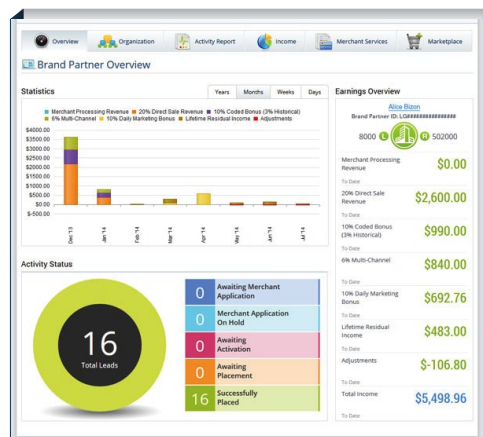 Overview
Organization
Activity Report
Income
Merchant Services
Marketplace
Brand Partner Overview
Statistics
Years Months Weeks Days
Merchant Processing Revenue 20% Direct Sale Revenue 10% Coded Bonus (3% Historical)
6% Multi-Channel 10% Daily Marketing Bonus Lifetime Residual Income Adjustments
$4000.00
$3500.00
$3000.00
$2500.00
$2000.00
$1500.00
$1000.00
$500.00
$0.00
$-500.00
Dec '13
Jan '14
Feb '14
Mar '14
Apr '14
May '14
Jun '14
Jul '14
Activity Status
16
Total Leads
0 Awaiting Merchant
Application
0 Merchant Application
On Hold
0 Awaiting
Activation
0 Awaiting
Placement
16 Successfully
Placed
Earnings Overview
Alice Bizon
8000 L R 502000
Merchant Processing
Revenue
$0.00
To Date
20% Direct Sale
Revenue
$2,600.00
To Date
10% Coded Bonus
(3% Historical)
$990.00
To Date
6% Multi-Channel
$840.00
To Date
10% Daily Marketing
Bonus
$692.76
To Date
Lifetime Residual
Income
$483.00
To Date
Adjustments
$-106.80
To Date
Total Income
$5,498.96
To Date